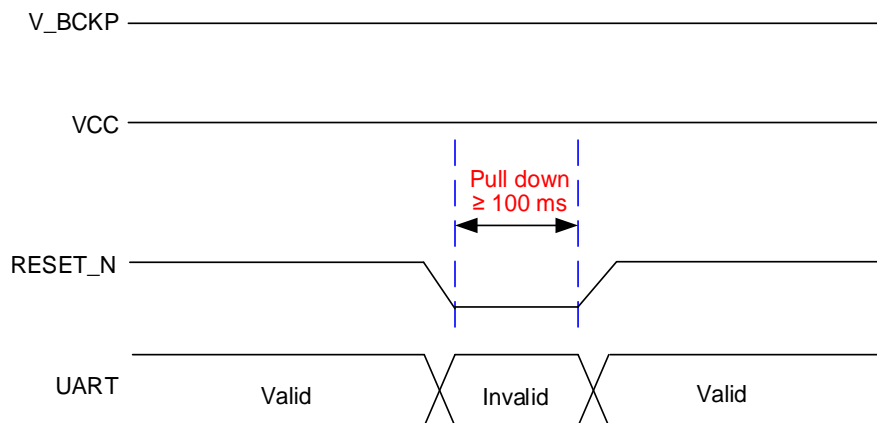 V_BCKP
VCC
Pull down
≥ 100 ms
RESET_N
UART
Valid
Invalid
Valid